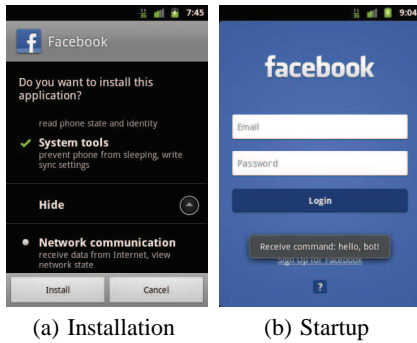 3G 7:45
Facebook
Do you want to install this
application?
read phone state and identity
System tools
prevent phone from sleeping, write
sync settings
Hide
Network communication
receive data from Internet, view
network state
Install Cancel
(a) Installation
3G 9:04
facebook
Email
Password
Login
Receive command: hello, bot!
Sign Up for Facebook
?
(b) Startup